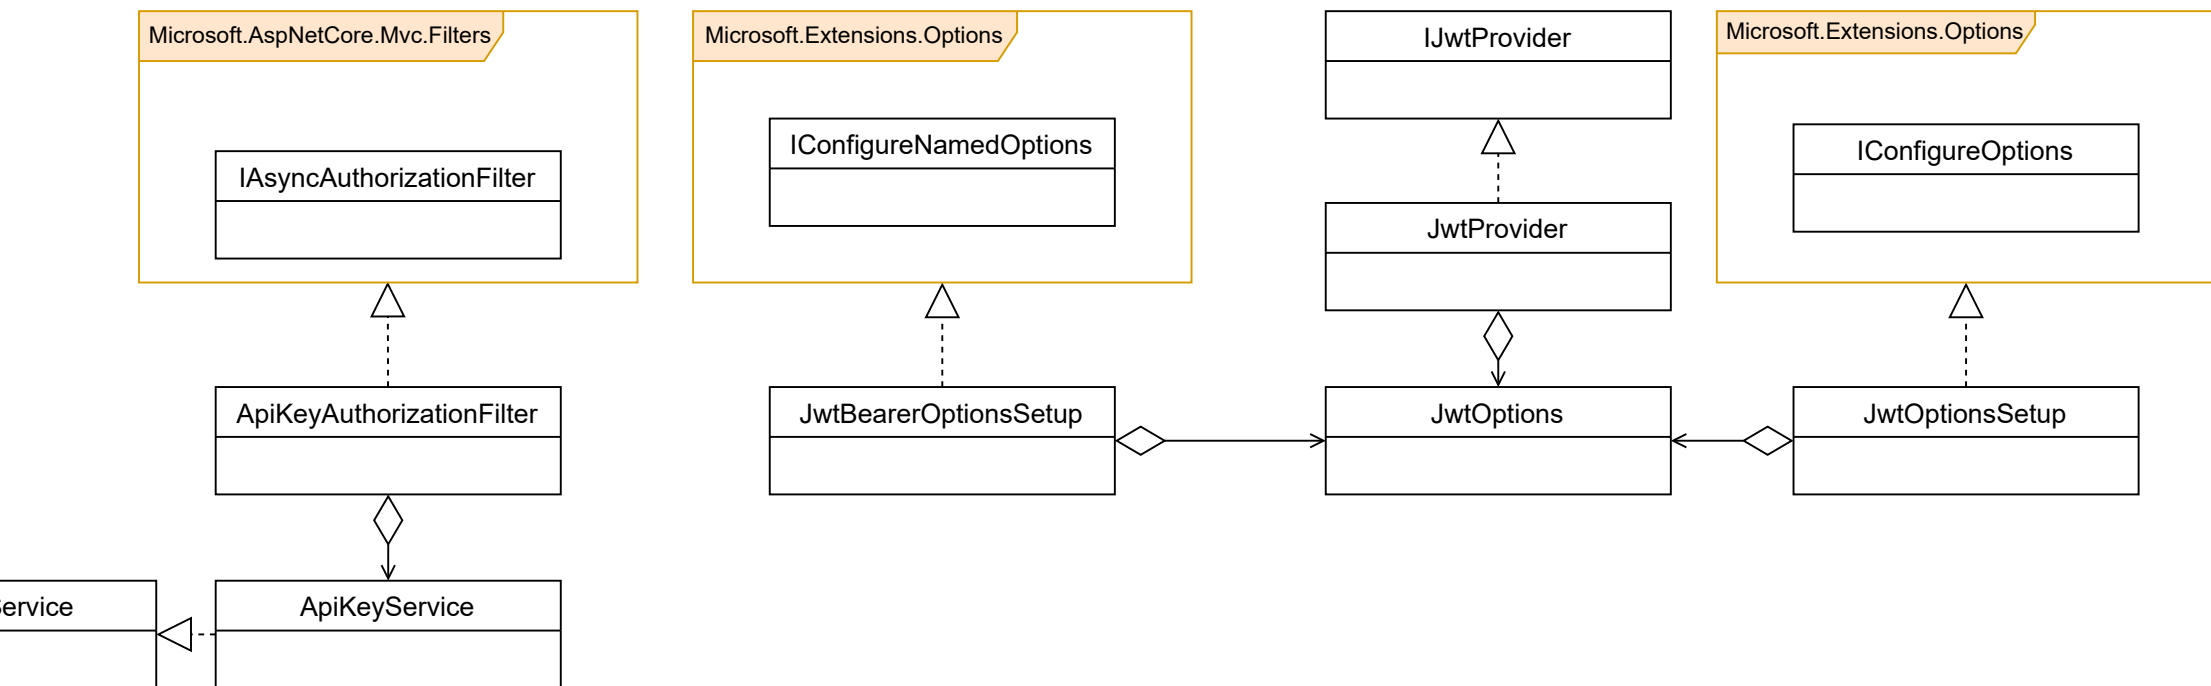 Microsoft.AspNetCore.Mvc.Filters
Microsoft.Extensions.Options
IJwtProvider
Microsoft.Extensions.Options
IAsyncAuthorizationFilter
IConfigureNamedOptions
JwtProvider
IConfigureOptions
ApiKeyAuthorizationFilter
JwtBearerOptionsSetup
JwtOptions
JwtOptionsSetup
ApiKeyService